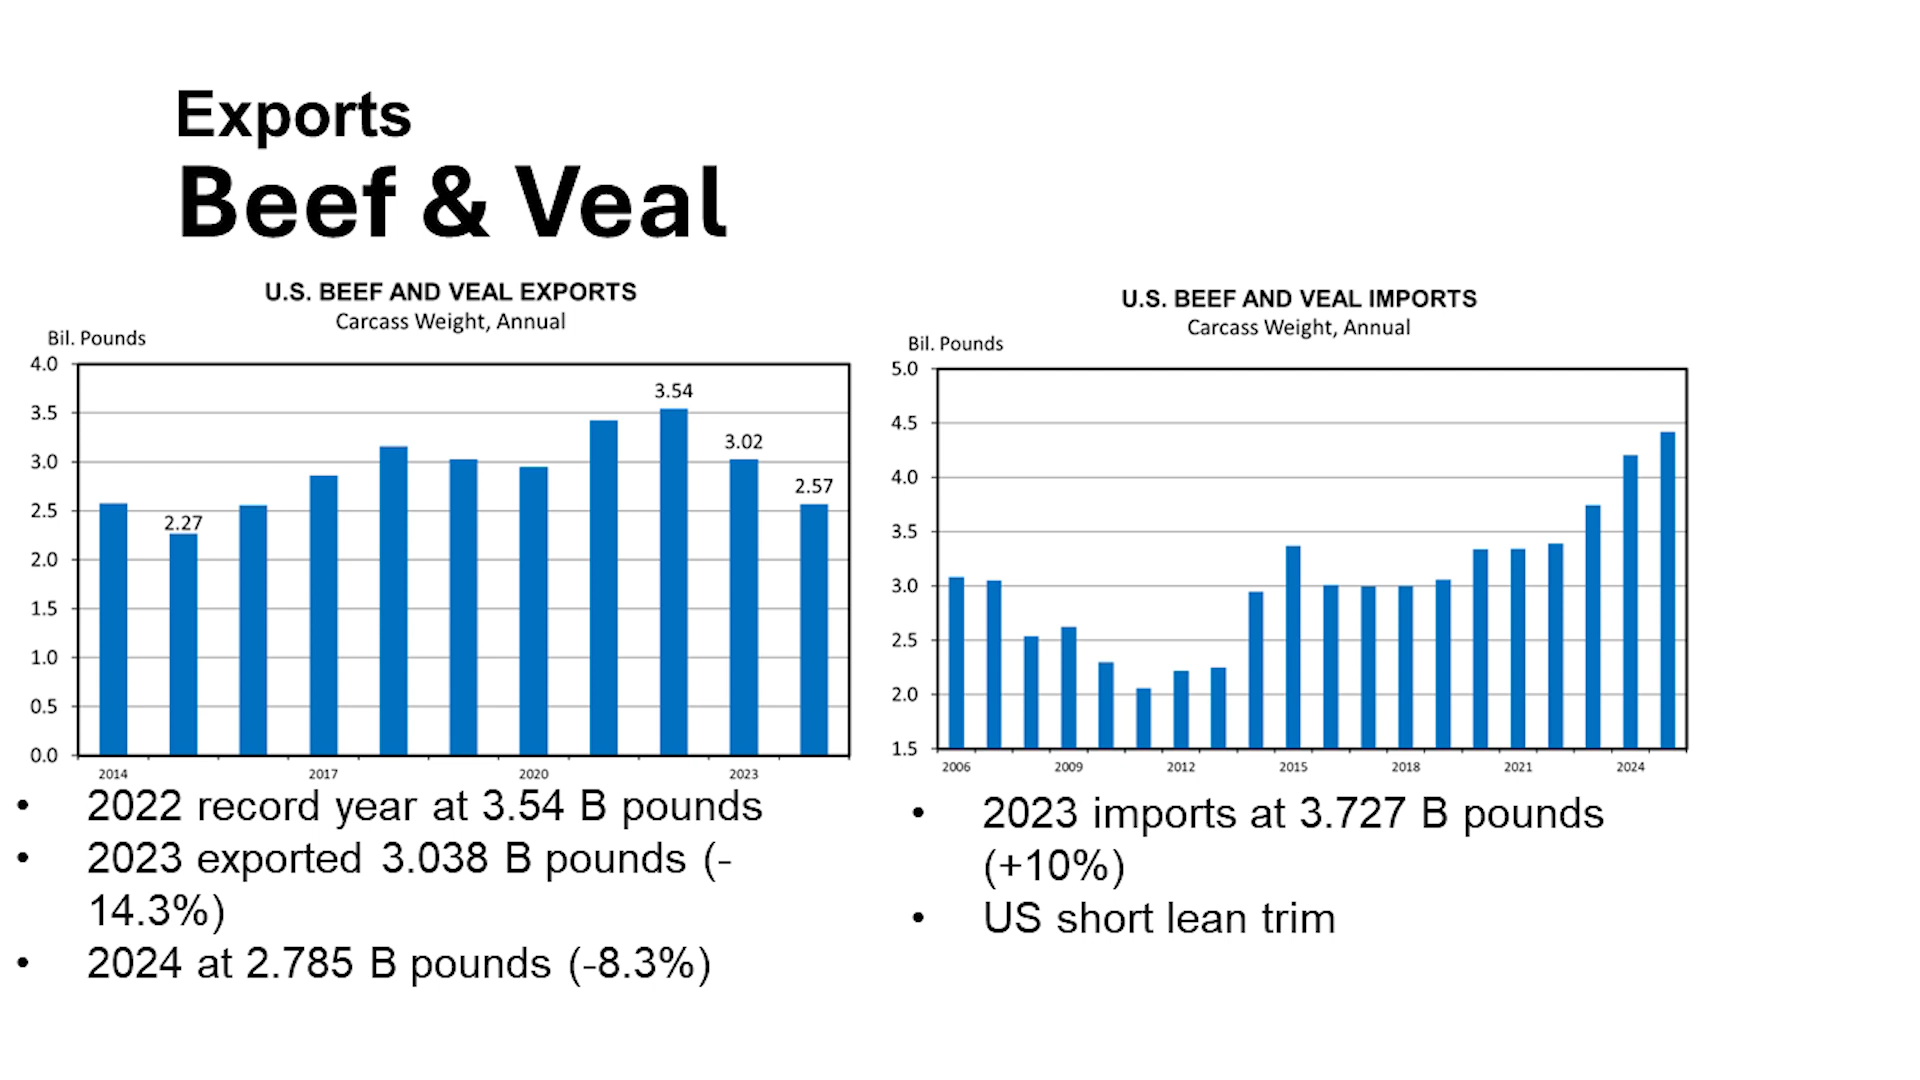 Exports
Beef & Veal
U.S. BEEF AND VEAL EXPORTS
Carcass Weight, Annual
Bil. Pounds
4.0
3.5
3.0
2.5
2.0
1.5
1.0
0.5
0.0
2.27
3.54
3.02
2.57
2014
2017
2020
2023
• 2022 record year at 3.54 B pounds
• 2023 exported 3.038 B pounds (-
14.3%)
• 2024 at 2.785 B pounds (-8.3%)
U.S. BEEF AND VEAL IMPORTS
Carcass Weight, Annual
Bil. Pounds
5.0
4.5
4.0
3.5
3.0
2.5
2.0
1.5
2006
2009
2012
2015
2018
2021
2024
• 2023 imports at 3.727 B pounds
(+10%)
• US short lean trim